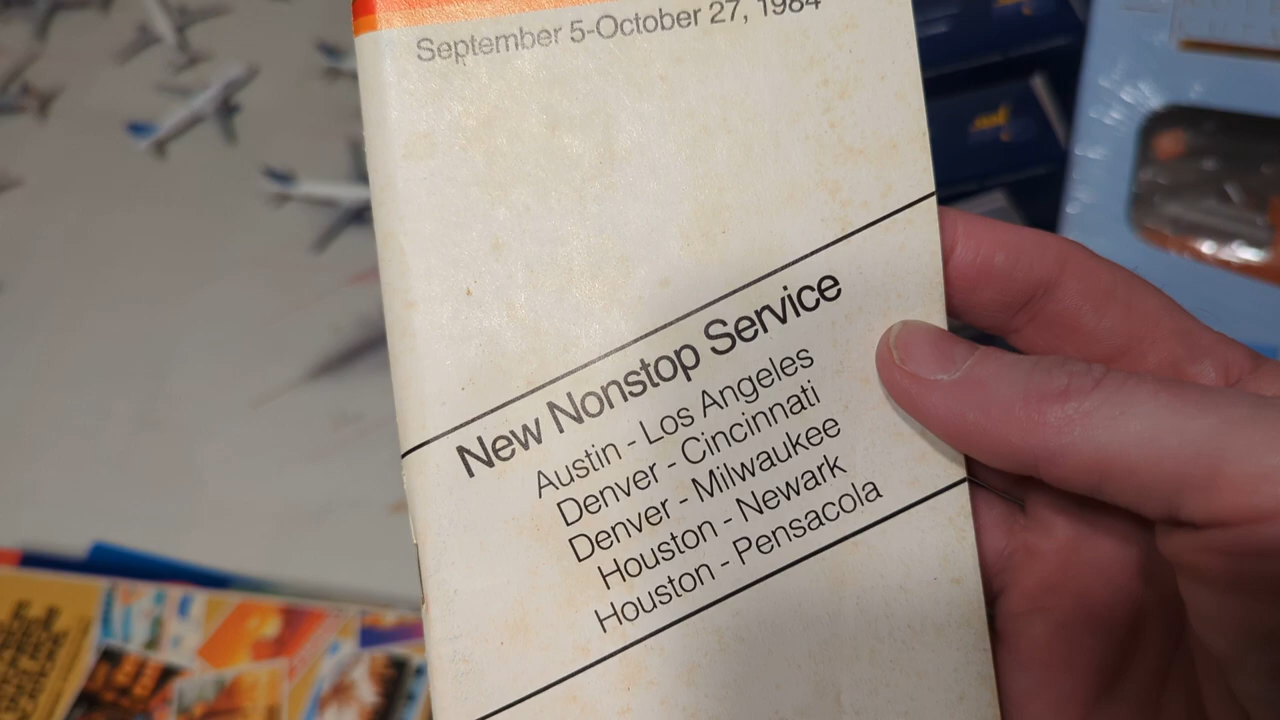 September 5-October 27, 1984
New Nonstop Service
Austin - Los Angeles
Denver - Cincinnati
Denver - Milwaukee
Houston - Newark
Houston - Pensacola